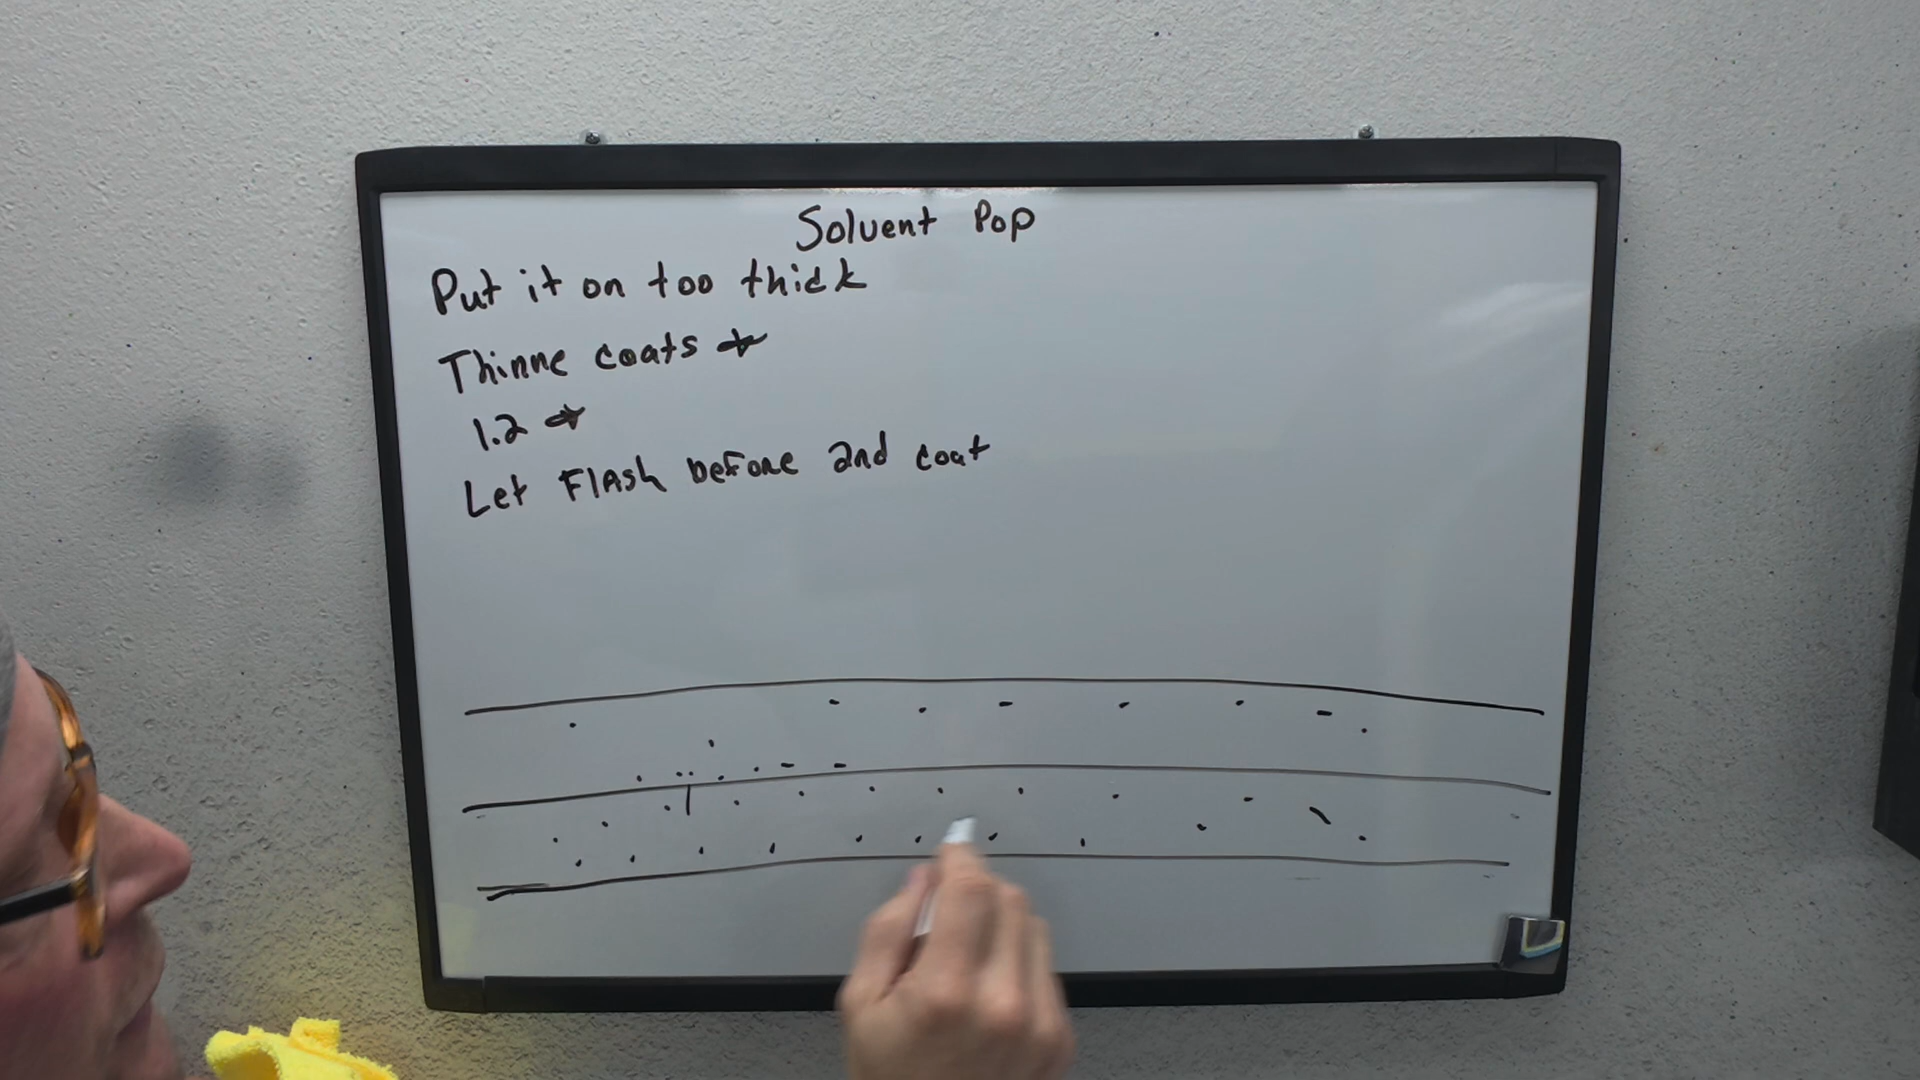 Solvent Pop
Put it on too thick
Thinne coats
1.2
Let Flash before 2nd coat